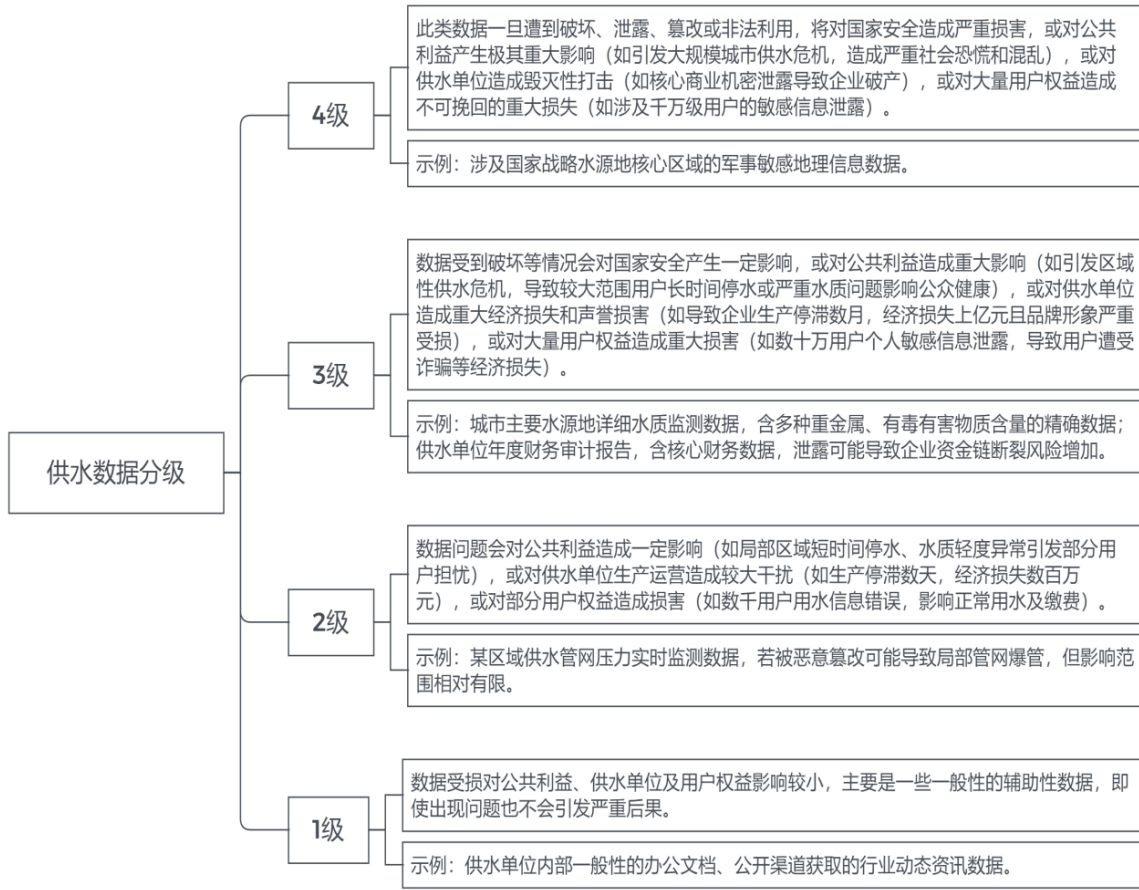 此类数据一旦遭到破坏、泄露、篡改或非法利用，将对国家安全造成严重损害，或对公共
利益产生极其重大影响（如引发大规模城市供水危机，造成严重社会恐慌和混乱），或对
供水单位造成毁灭性打击（如核心商业机密泄露导致企业破产），或对大量用户权益造成
不可挽回的重大损失（如涉及千万级用户的敏感信息泄露）。
4级
示例：涉及国家战略水源地核心区域的军事敏感地理信息数据。
数据受到破坏等情况会对国家安全产生一定影响，或对公共利益造成重大影响（如引发区域
性供水危机，导致较大范围用户长时间停水或严重水质问题影响公众健康），或对供水单位
造成重大经济损失和声誉损害（如导致企业生产停滞数月，经济损失上亿元且品牌形象严重
受损），或对大量用户权益造成重大损害（如数十万用户个人敏感信息泄露，导致用户遭受
诈骗等经济损失）。
3级
示例：城市主要水源地详细水质监测数据，含多种重金属、有毒有害物质含量的精确数据；
供水单位年度财务审计报告，含核心财务数据，泄露可能导致企业资金链断裂风险增加。
供水数据分级
数据问题会对公共利益造成一定影响（如局部区域短时间停水、水质轻度异常引发部分用
户担忧），或对供水单位生产运营造成较大干扰（如生产停滞数天，经济损失数百万
元），或对部分用户权益造成损害（如数千用户用水信息错误，影响正常用水及缴费）。
2级
示例：某区域供水管网压力实时监测数据，若被恶意篡改可能导致局部管网爆管，但影响范
围相对有限。
数据受损对公共利益、供水单位及用户权益影响较小，主要是一些一般性的辅助性数据，即
使出现问题也不会引发严重后果。
1级
示例：供水单位内部一般性的办公文档、公开渠道获取的行业动态资讯数据。